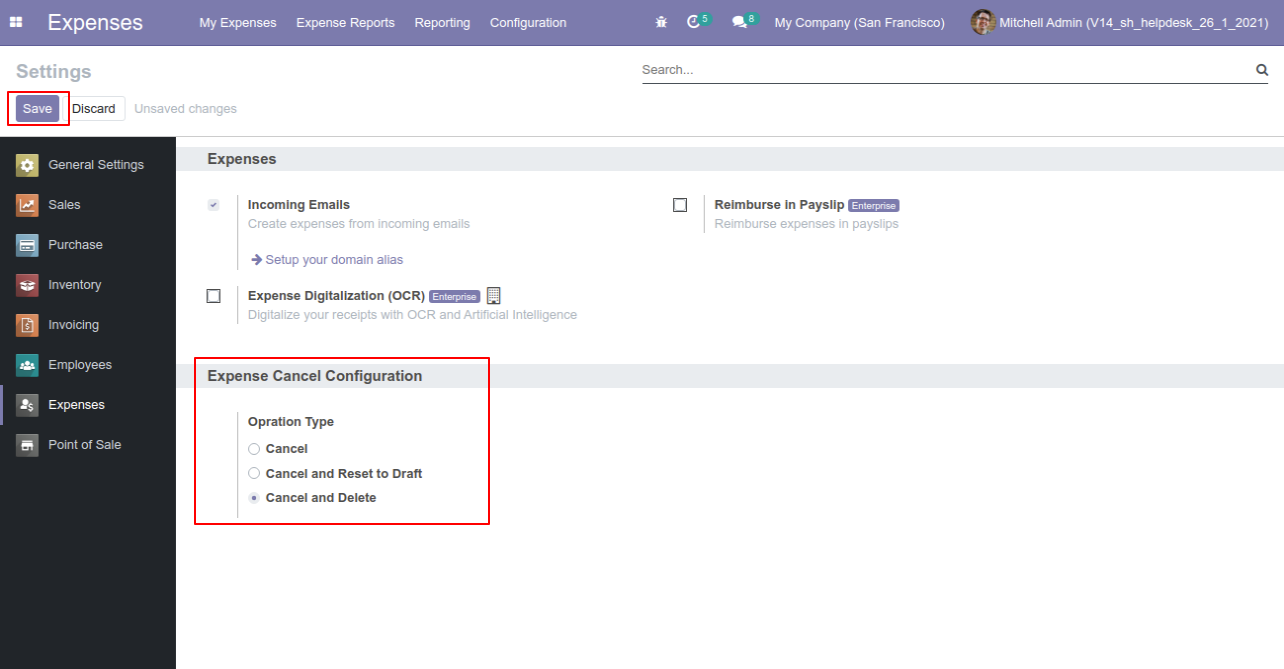 Expenses My Expenses Expense Reports Reporting Configuration 5 8 My Company (San Francisco) Mitchell Admin (V14_sh_helpdesk_26_1_2021)
Settings Search...
Save Discard Unsaved changes
General Settings
Sales
Purchase
Inventory
Invoicing
Employees
Expenses
Point of Sale
Expenses
Incoming Emails
Create expenses from incoming emails
Setup your domain alias
Reimburse in Payslip Enterprise
Reimburse expenses in payslips
Expense Digitalization (OCR) Enterprise
Digitalize your receipts with OCR and Artificial Intelligence
Expense Cancel Configuration
Opration Type
Cancel
Cancel and Reset to Draft
Cancel and Delete